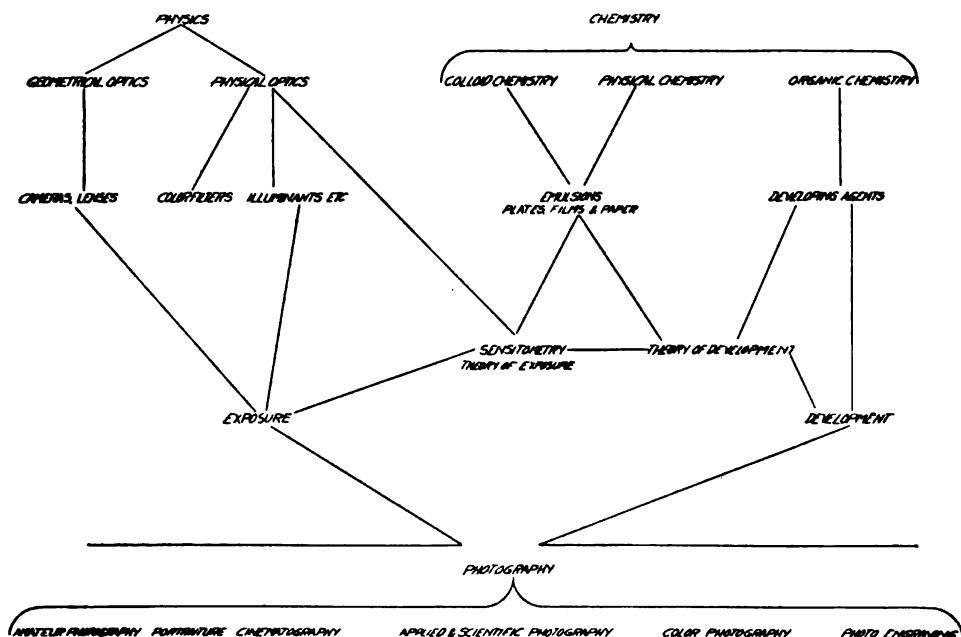 PHYSICS
CHEMISTRY
GEOMETRICAL OPTICS
PHYSICAL OPTICS
COLLOID CHEMISTRY
PHYSICAL CHEMISTRY
ORGANIC CHEMISTRY
CAMERAS, LENSES
COLORFILTERS
ILLUMINANTS ETC
EMULSIONS
PLATES, FILMS & PAPER
DEVELOPING AGENTS
SENSITOMETRY
THEORY OF EXPOSURE
THEORY OF DEVELOPMENT
EXPOSURE
DEVELOPMENT
PHOTOGRAPHY
AMATEUR PHOTOGRAPHY
PORTRAITURE
CINEMATOGRAPHY
APPLIED & SCIENTIFIC PHOTOGRAPHY
COLOR PHOTOGRAPHY
PHOTO ENGRAVING